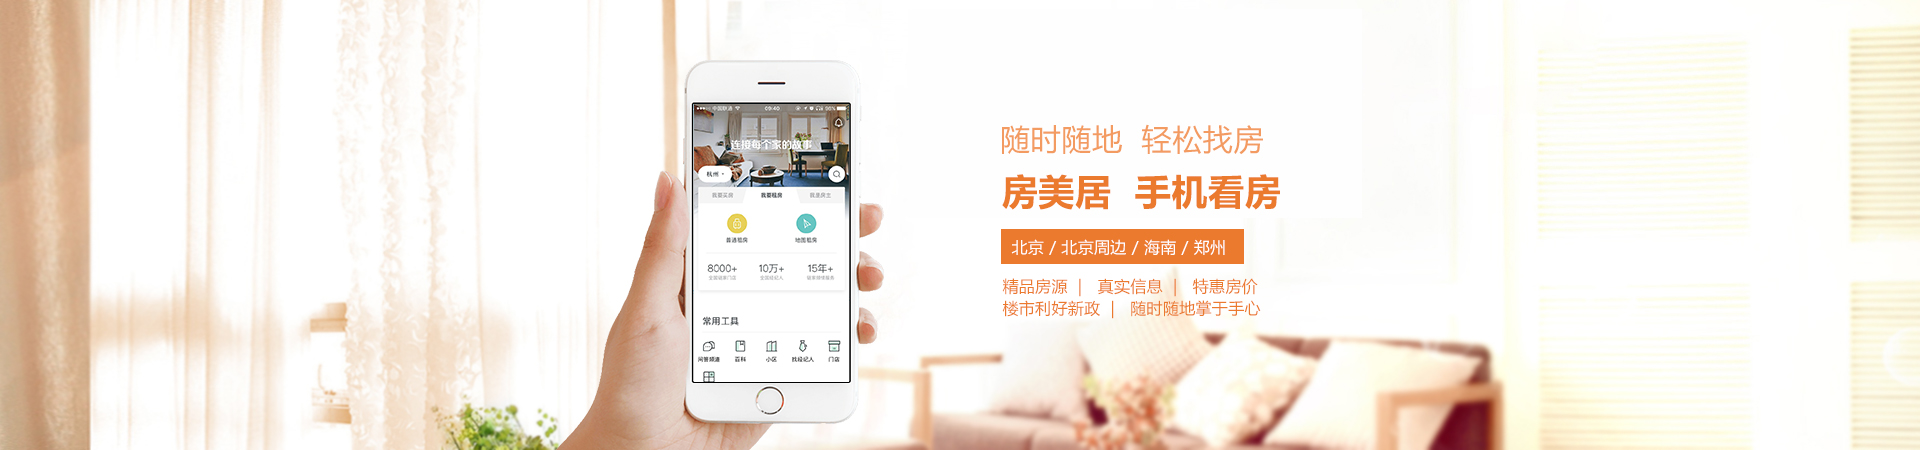 中国联通
09:40
98%
连接每个家的故事
杭州
我要买房 我要租房 我是房主
普通租房 地图租房
8000+ 10万+ 15年+
常用工具
问答频道 百科 小区 找经纪人 门店
随时随地 轻松找房
房美居 手机看房
北京 / 北京周边 / 海南 / 郑州
精品房源 | 真实信息 | 特惠房价
楼市利好新政 | 随时随地掌于手心